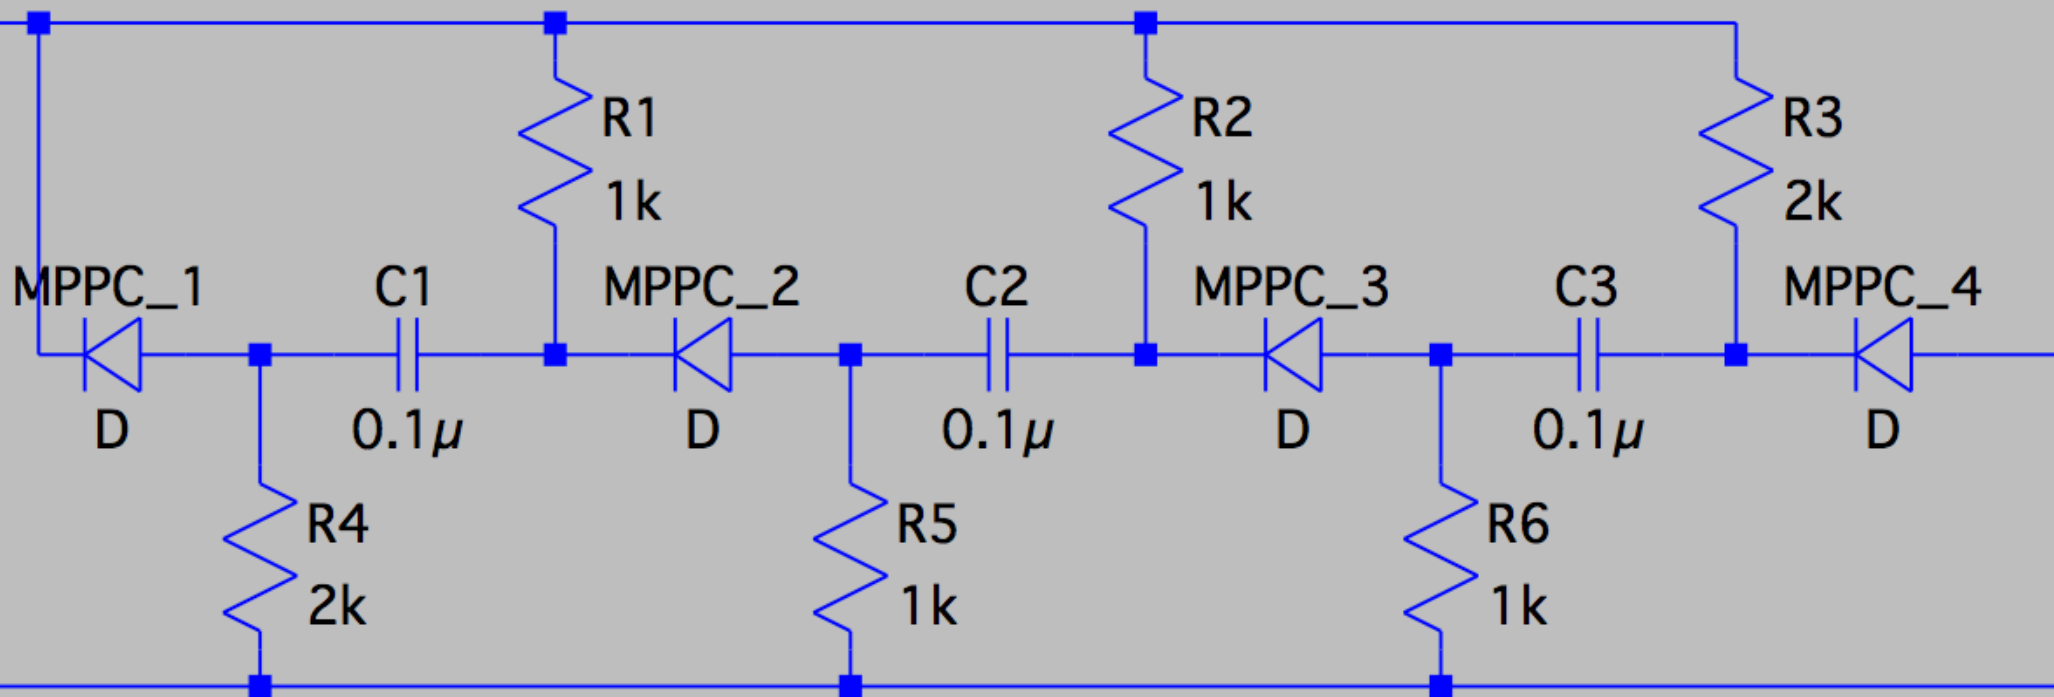 R1
1k
R2
1k
R3
2k
MPPC_1
C1
MPPC_2
C2
MPPC_3
C3
MPPC_4
D
0.1µ
D
0.1µ
D
0.1µ
D
R4
2k
R5
1k
R6
1k